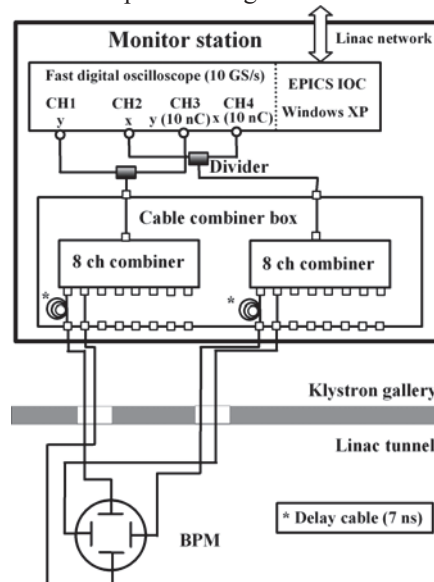 Monitor station
Linac network
Fast digital oscilloscope (10 GS/s)
EPICS IOC
Windows XP
CH1 CH2 CH3 CH4
y x y (10 nC) x (10 nC)
Divider
Cable combiner box
8 ch combiner 8 ch combiner
* *
Klystron gallery
Linac tunnel
BPM
* Delay cable (7 ns)